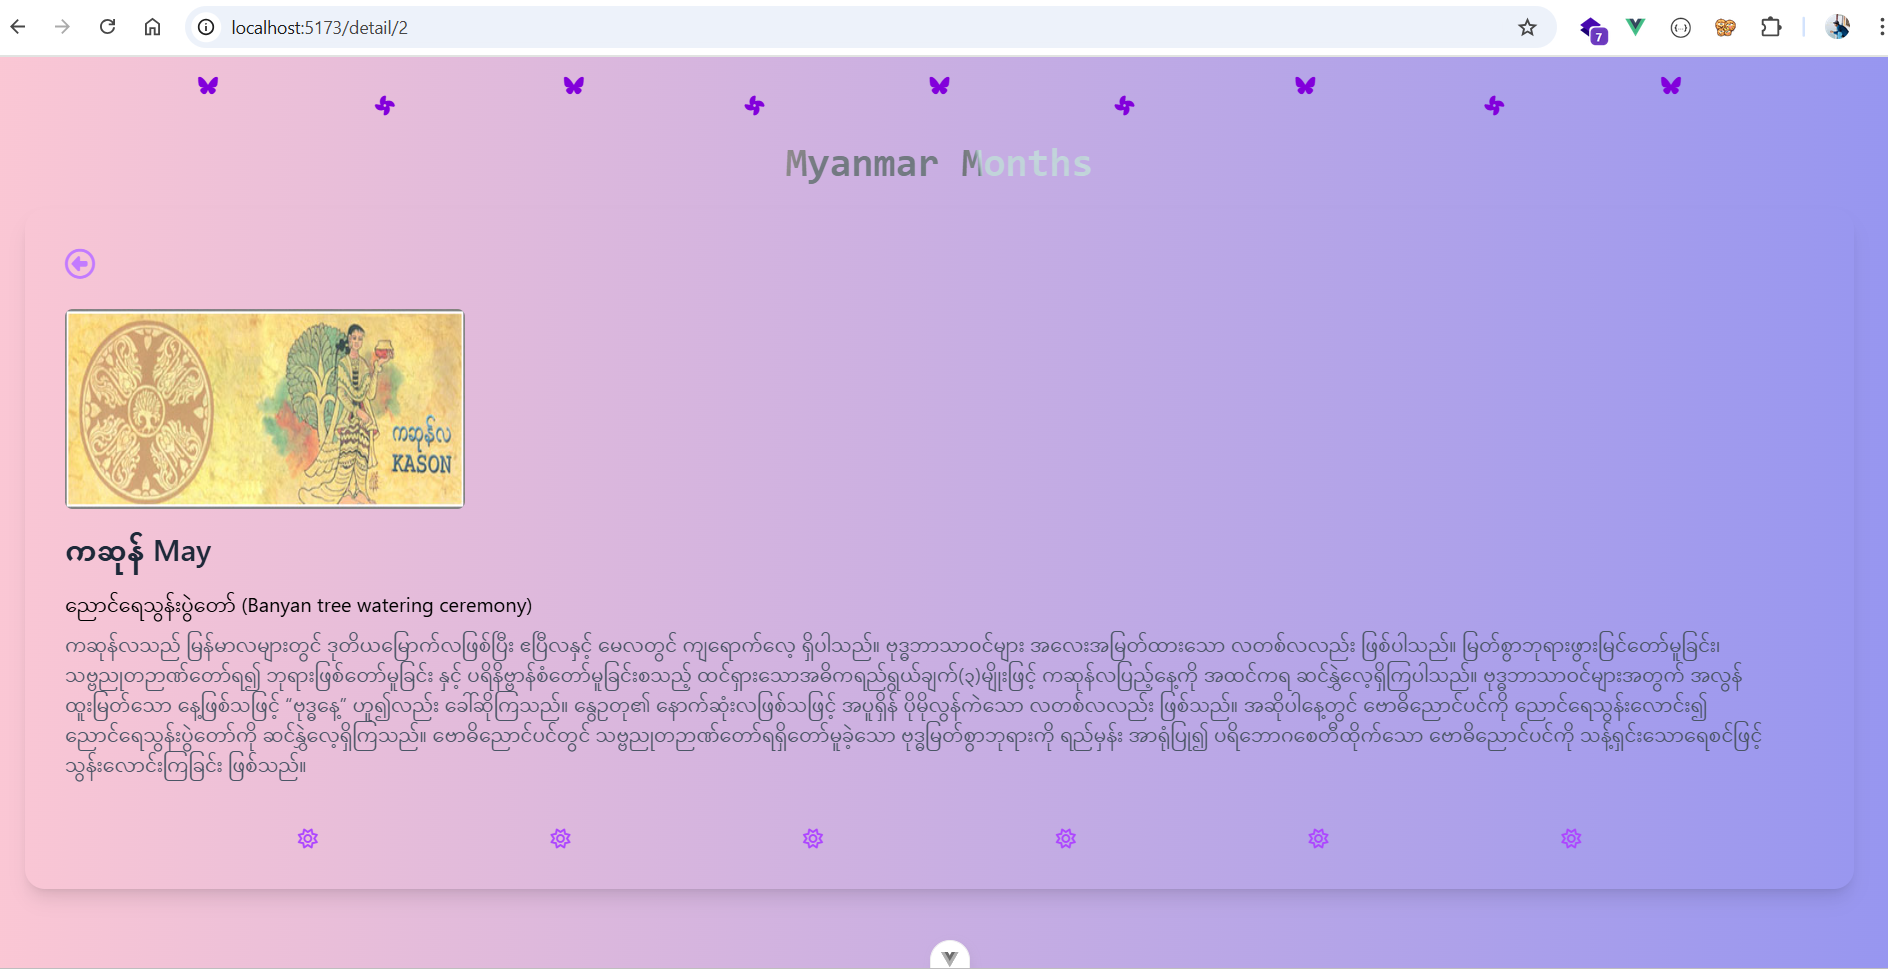 localhost:5173/detail/2
7
Myanmar Months
ကဆုန်လ
KASON
ကဆုန် May
ညောင်ရေသွန်းပွဲတော် (Banyan tree watering ceremony)
ကဆုန်လသည် မြန်မာလများတွင် ဒုတိယမြောက်လဖြစ်ပြီး ဧပြီလနှင့် မေလတွင် ကျရောက်လေ့ ရှိပါသည်။ ဗုဒ္ဓဘာသာဝင်များ အလေးအမြတ်ထားသော လတစ်လလည်း ဖြစ်ပါသည်။ မြတ်စွာဘုရားဖွားမြင်တော်မူခြင်း၊
သဗ္ဗညုတဉာဏ်တော်ရ၍ ဘုရားဖြစ်တော်မူခြင်း နှင့် ပရိနိဗ္ဗာန်စံတော်မူခြင်းစသည့် ထင်ရှားသောအဓိကရည်ရွယ်ချက်(၃)မျိုးဖြင့် ကဆုန်လပြည့်နေ့ကို အထင်ကရ ဆင်နွှဲလေ့ရှိကြပါသည်။ ဗုဒ္ဓဘာသာဝင်များအတွက် အလွန်
ထူးမြတ်သော နေ့ဖြစ်သဖြင့် “ဗုဒ္ဓနေ့” ဟူ၍လည်း ခေါ်ဆိုကြသည်။ နွေဥတု၏ နောက်ဆုံးလဖြစ်သဖြင့် အပူရှိန် ပိုမိုလွန်ကဲသော လတစ်လလည်း ဖြစ်သည်။ အဆိုပါနေ့တွင် ဗောဓိညောင်ပင်ကို ညောင်ရေသွန်းလောင်း၍
ညောင်ရေသွန်းပွဲတော်ကို ဆင်နွှဲလေ့ရှိကြသည်။ ဗောဓိညောင်ပင်တွင် သဗ္ဗညုတဉာဏ်တော်ရရှိတော်မူခဲ့သော ဗုဒ္ဓမြတ်စွာဘုရားကို ရည်မှန်း အာရုံပြု၍ ပရိဘောဂစေတီထိုက်သော ဗောဓိညောင်ပင်ကို သန့်ရှင်းသောရေစင်ဖြင့်
သွန်းလောင်းကြခြင်း ဖြစ်သည်။